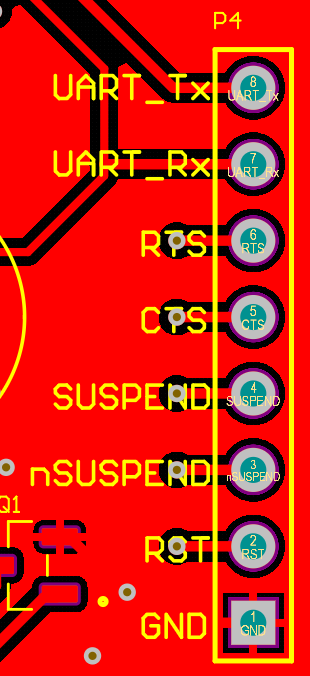 P4
UART_Tx 8 UART_Tx
UART_Rx 7 UART_Rx
RTS 6 RTS
CTS 5 CTS
SUSPEND 4 SUSPEND
nSUSPEND 3 nSUSPEND
Q1
RST 2 RST
GND 1 GND